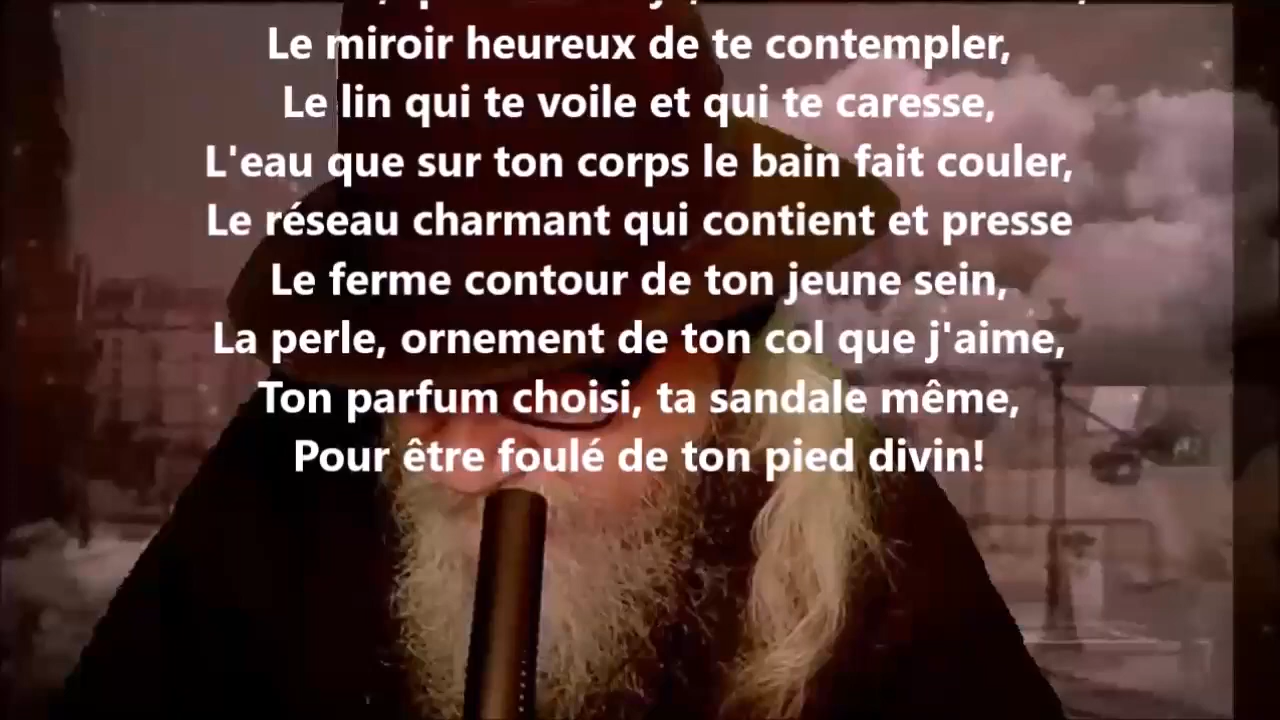 Le miroir heureux de te contempler,
Le lin qui te voile et qui te caresse,
L'eau que sur ton corps le bain fait couler,
Le réseau charmant qui contient et presse
Le ferme contour de ton jeune sein,
La perle, ornement de ton col que j'aime,
Ton parfum choisi, ta sandale même,
Pour être foulé de ton pied divin!